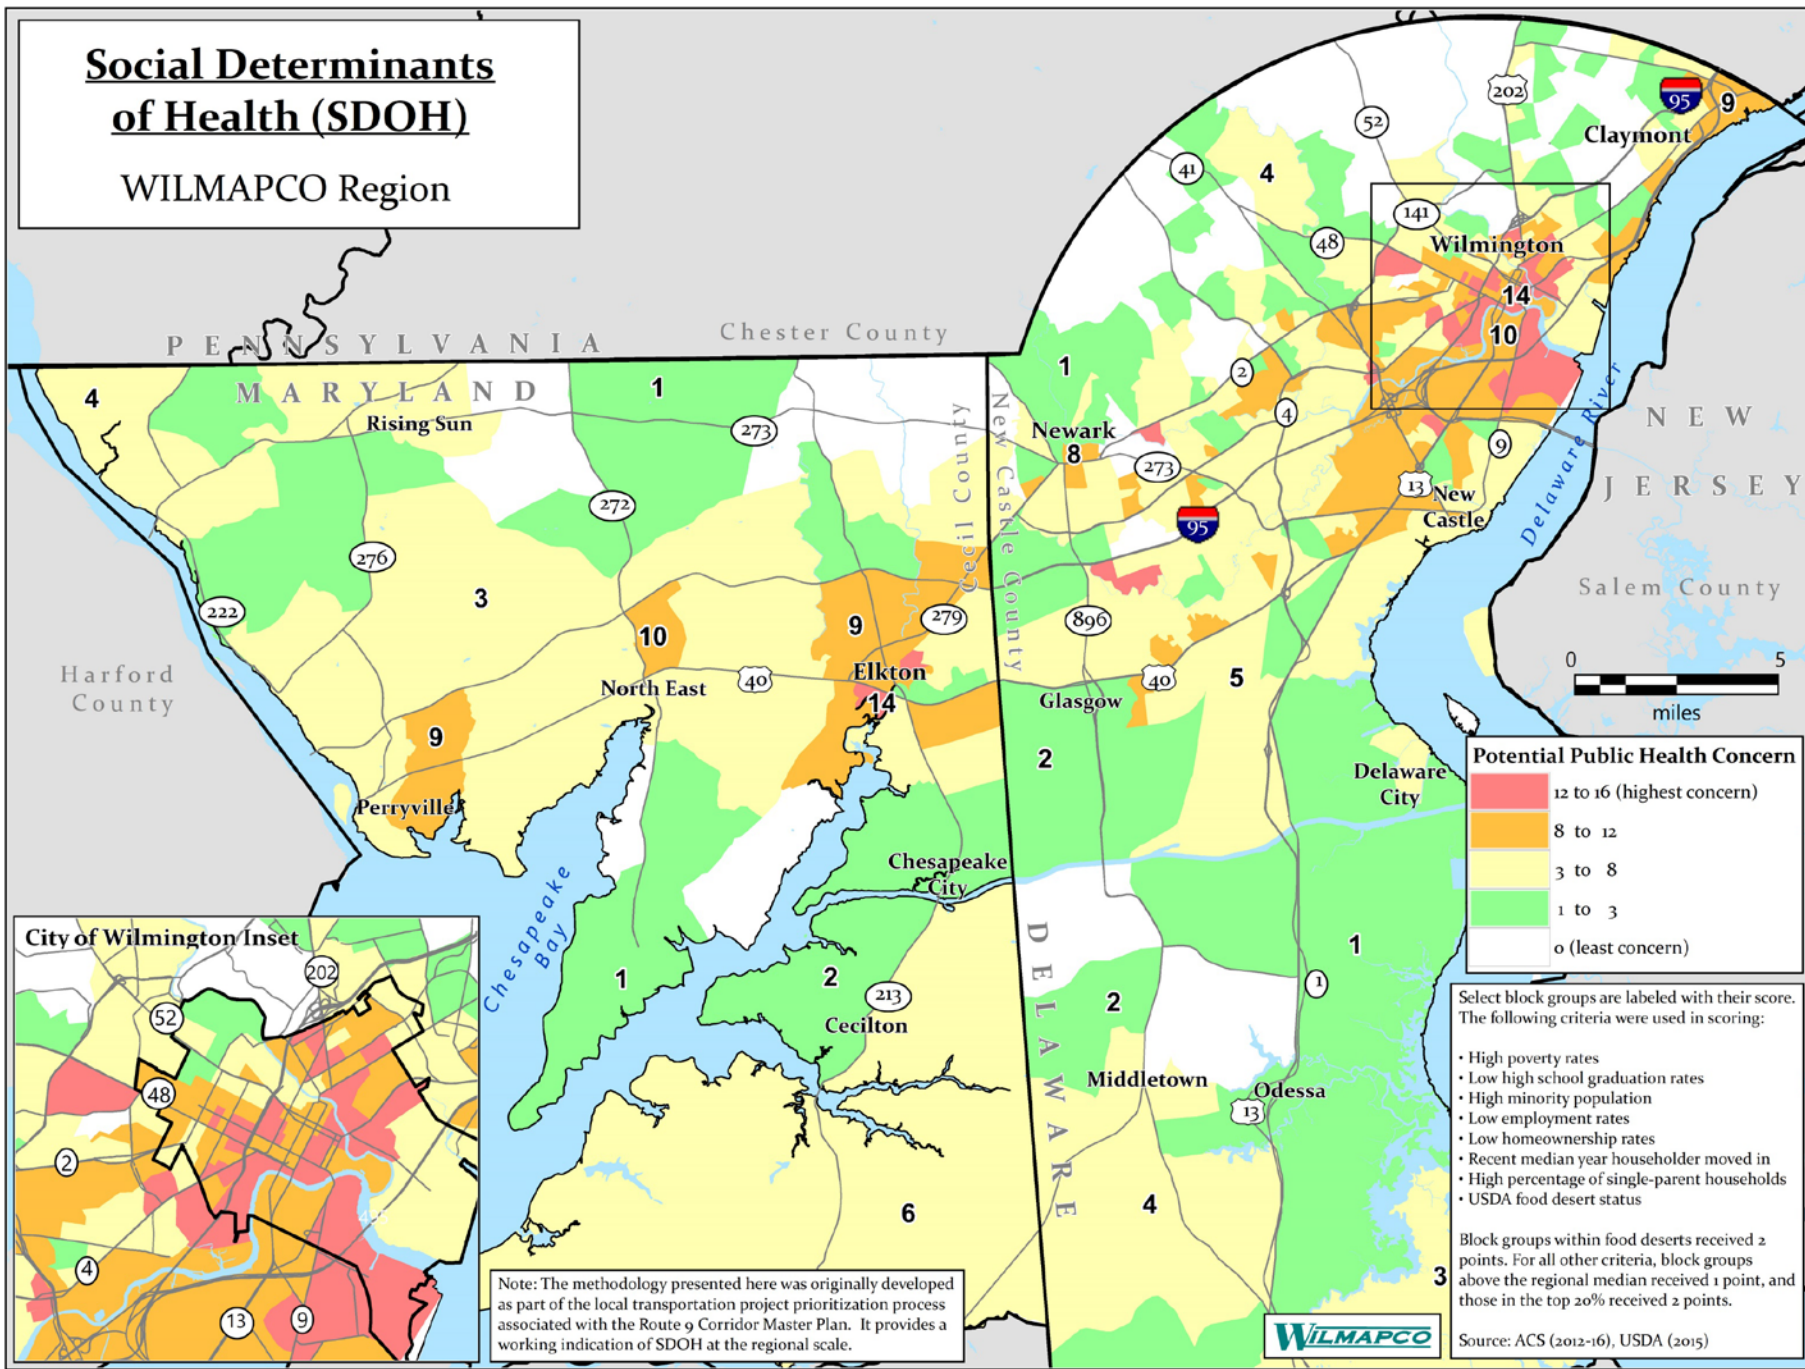 Social Determinants
of Health (SDOH)
WILMAPCO Region
PENNSYLVANIA
Chester County
MARYLAND
Rising Sun
Cecil County
New Castle County
Harford
County
North East
Perryville
Elkton
Chesapeake
City
Chesapeake
Bay
Cecilton
Newark
Glasgow
Wilmington
Claymont
New
Castle
Delaware River
NEW
JERSEY
Salem County
Delaware
City
DELAWARE
Middletown
Odessa
4
1
3
10
9
9
14
1
2
6
1
8
2
5
2
1
4
3
4
14
10
9
273
272
276
222
40
279
213
41
52
202
95
141
48
2
4
273
95
9
13
896
40
1
13
0 5
miles
Potential Public Health Concern
12 to 16 (highest concern)
8 to 12
3 to 8
1 to 3
0 (least concern)
Select block groups are labeled with their score.
The following criteria were used in scoring:
• High poverty rates
• Low high school graduation rates
• High minority population
• Low employment rates
• Low homeownership rates
• Recent median year householder moved in
• High percentage of single-parent households
• USDA food desert status
Block groups within food deserts received 2
points. For all other criteria, block groups
above the regional median received 1 point, and
those in the top 20% received 2 points.
Source: ACS (2012-16), USDA (2015)
WILMAPCO
City of Wilmington Inset
202
52
48
2
4
13
9
495
Note: The methodology presented here was originally developed
as part of the local transportation project prioritization process
associated with the Route 9 Corridor Master Plan. It provides a
working indication of SDOH at the regional scale.